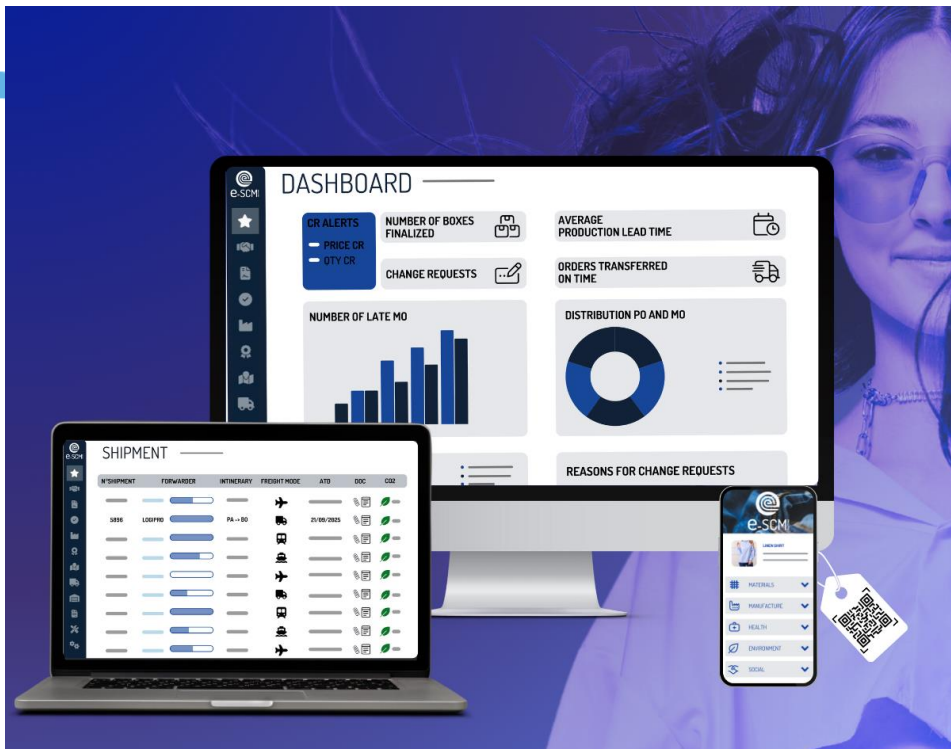 e-SCM
DASHBOARD
CR ALERTS
PRICE CR
QTY CR
NUMBER OF BOXES
FINALIZED
CHANGE REQUESTS
AVERAGE
PRODUCTION LEAD TIME
ORDERS TRANSFERRED
ON TIME
NUMBER OF LATE MO
DISTRIBUTION PO AND MO
REASONS FOR CHANGE REQUESTS
e-SCM
SHIPMENT
N°SHIPMENT FORWARDER INTINERARY FREIGHT MODE ATD DOC CO2
5896 LOGIPRO PA -> BO 21/09/2025
e-SCM
LINEN SHIRT
MATERIALS
MANUFACTURE
HEALTH
ENVIRONMENT
SOCIAL